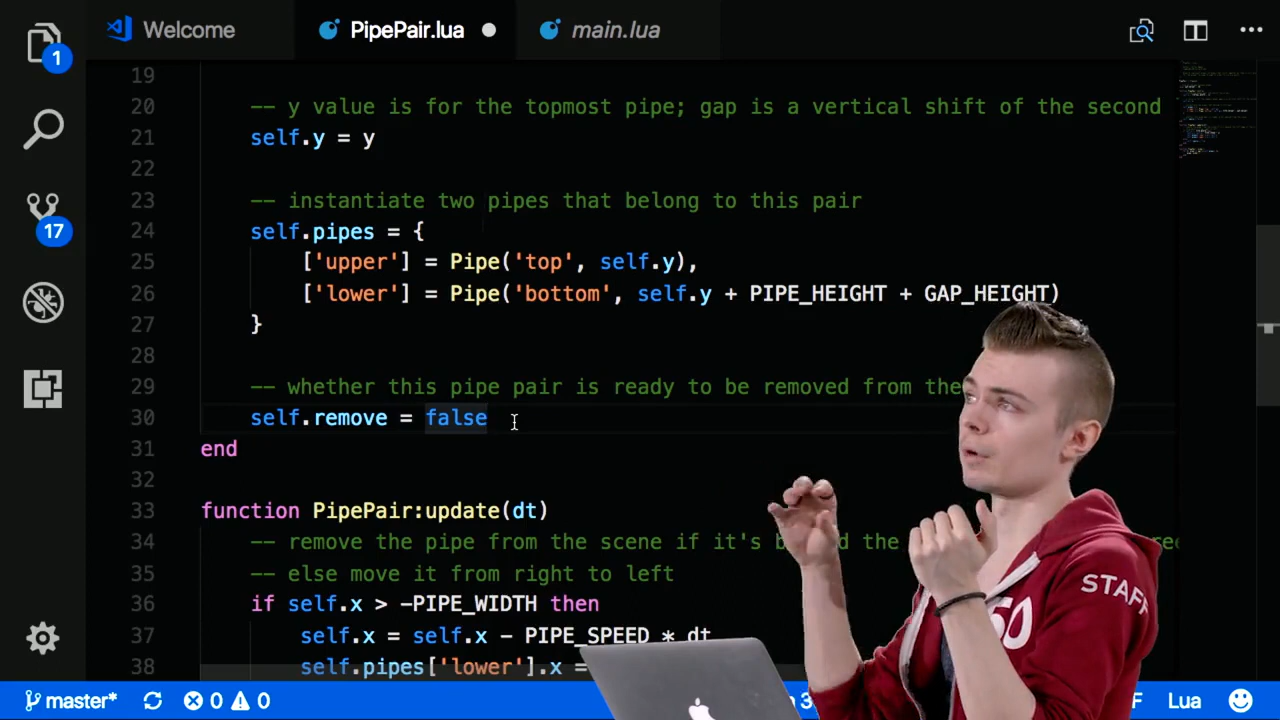 Welcome PipePair.lua main.lua
1
17
19
20 -- y value is for the topmost pipe; gap is a vertical shift of the second
21 self.y = y
22
23 -- instantiate two pipes that belong to this pair
24 self.pipes = {
25 ['upper'] = Pipe('top', self.y),
26 ['lower'] = Pipe('bottom', self.y + PIPE_HEIGHT + GAP_HEIGHT)
27 }
28
29 -- whether this pipe pair is ready to be removed from the
30 self.remove = false
31 end
32
33 function PipePair:update(dt)
34 -- remove the pipe from the scene if it's the
35 -- else move it from right to left
36 if self.x > -PIPE_WIDTH then
37 self.x = self.x - PIPE_SPEED * dt
38 self.pipes['lower'].x =
STAFF
50
master* 0 0 Lua